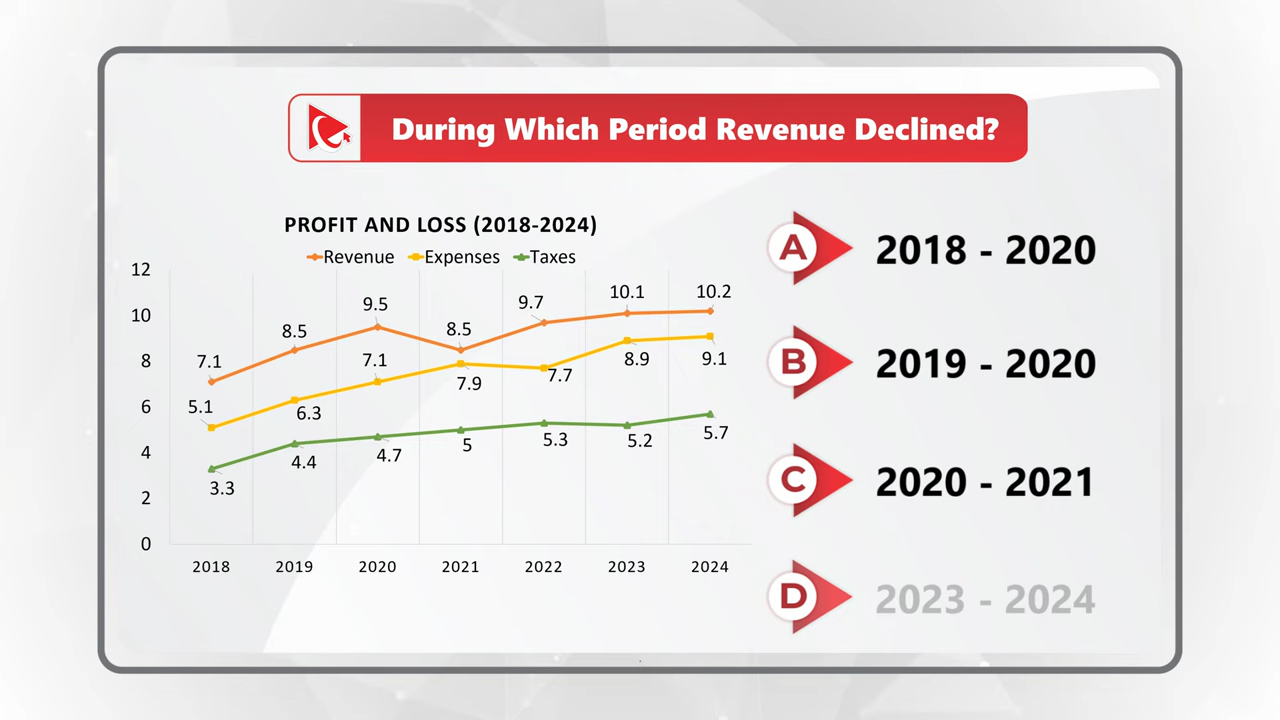 During Which Period Revenue Declined?
PROFIT AND LOSS (2018-2024)
Revenue Expenses Taxes
12
10
8
6
4
2
0
7.1 8.5 9.5 8.5 9.7 10.1 10.2
5.1 6.3 7.1 7.9 7.7 8.9 9.1
3.3 4.4 4.7 5 5.3 5.2 5.7
2018 2019 2020 2021 2022 2023 2024
A 2018 - 2020
B 2019 - 2020
C 2020 - 2021
D 2023 - 2024